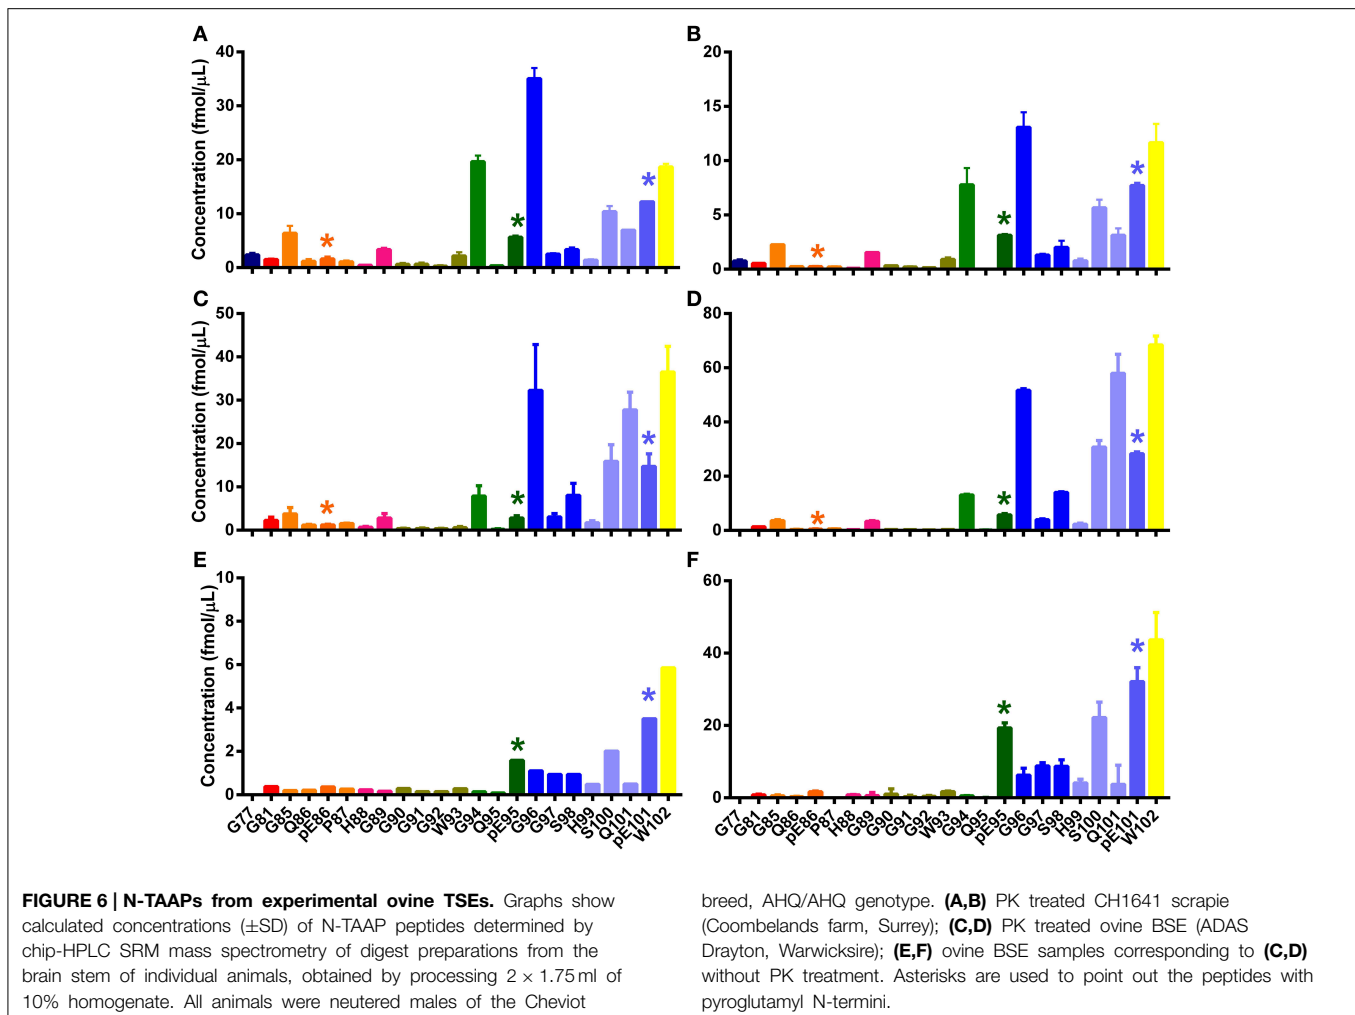 A
B
Concentration (fmol/μL)
40
30
20
10
0
*
*
*
20
15
10
5
0
*
*
*
C
D
Concentration (fmol/μL)
50
40
30
20
10
0
*
*
*
80
60
40
20
0
*
*
*
E
F
Concentration (fmol/μL)
10
8
6
4
2
0
*
*
60
40
20
0
*
*
G77 G81 G85 Q86 pE86 P87 H88 G89 G90 G91 G92 W93 G94 Q95 pE95 G96 G97 S98 H99 S100 Q101 pE101 W102
G77 G81 G85 Q86 pE86 P87 H88 G89 G90 G91 G92 W93 G94 Q95 pE95 G96 G97 S98 H99 S100 Q101 pE101 W102
FIGURE 6 | N-TAAPs from experimental ovine TSEs. Graphs show
calculated concentrations (±SD) of N-TAAP peptides determined by
chip-HPLC SRM mass spectrometry of digest preparations from the
brain stem of individual animals, obtained by processing 2 × 1.75 ml of
10% homogenate. All animals were neutered males of the Cheviot
breed, AHQ/AHQ genotype. (A,B) PK treated CH1641 scrapie
(Coombelands farm, Surrey); (C,D) PK treated ovine BSE (ADAS
Drayton, Warwicksire); (E,F) ovine BSE samples corresponding to (C,D)
without PK treatment. Asterisks are used to point out the peptides with
pyroglutamyl N-termini.